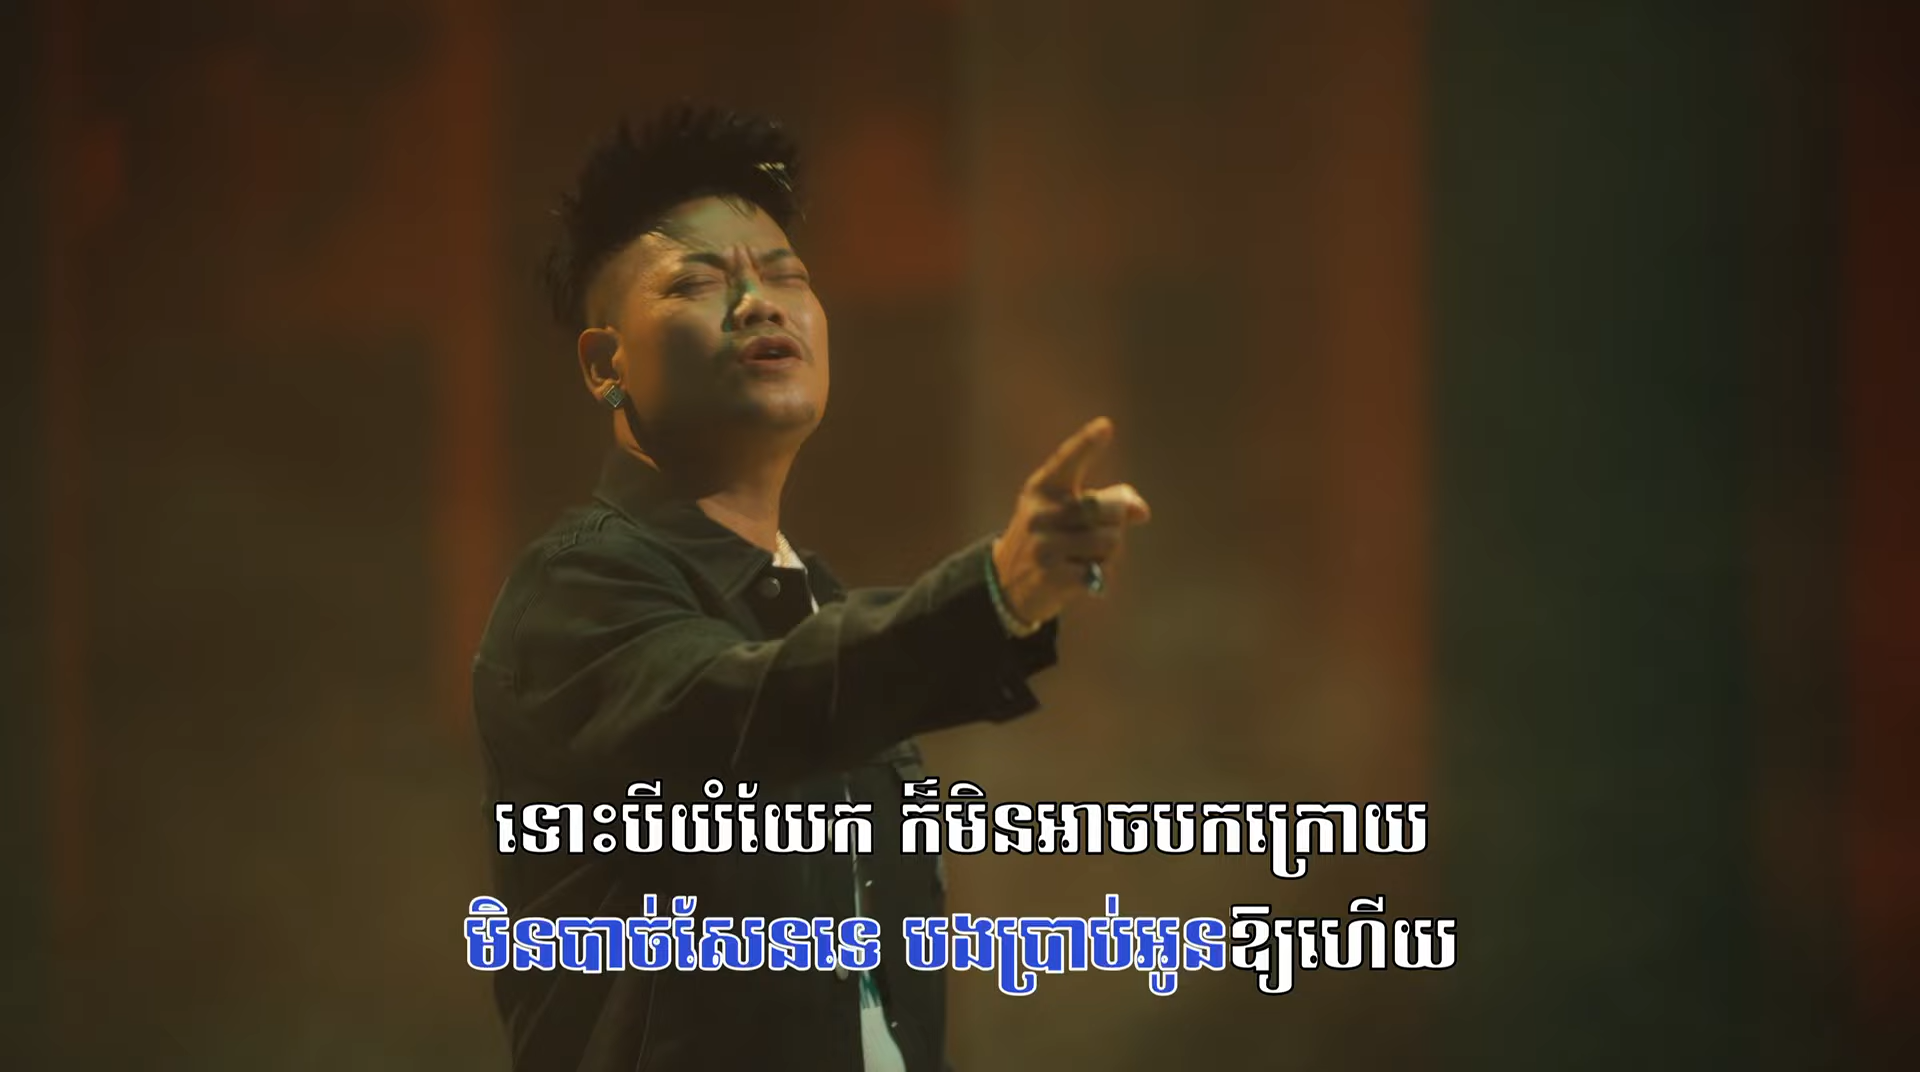 ទោះបីយំយែក ក៏មិនអាចបកក្រោយ
មិនបាច់សែនទេ បងប្រាប់អូនឱ្យហើយ